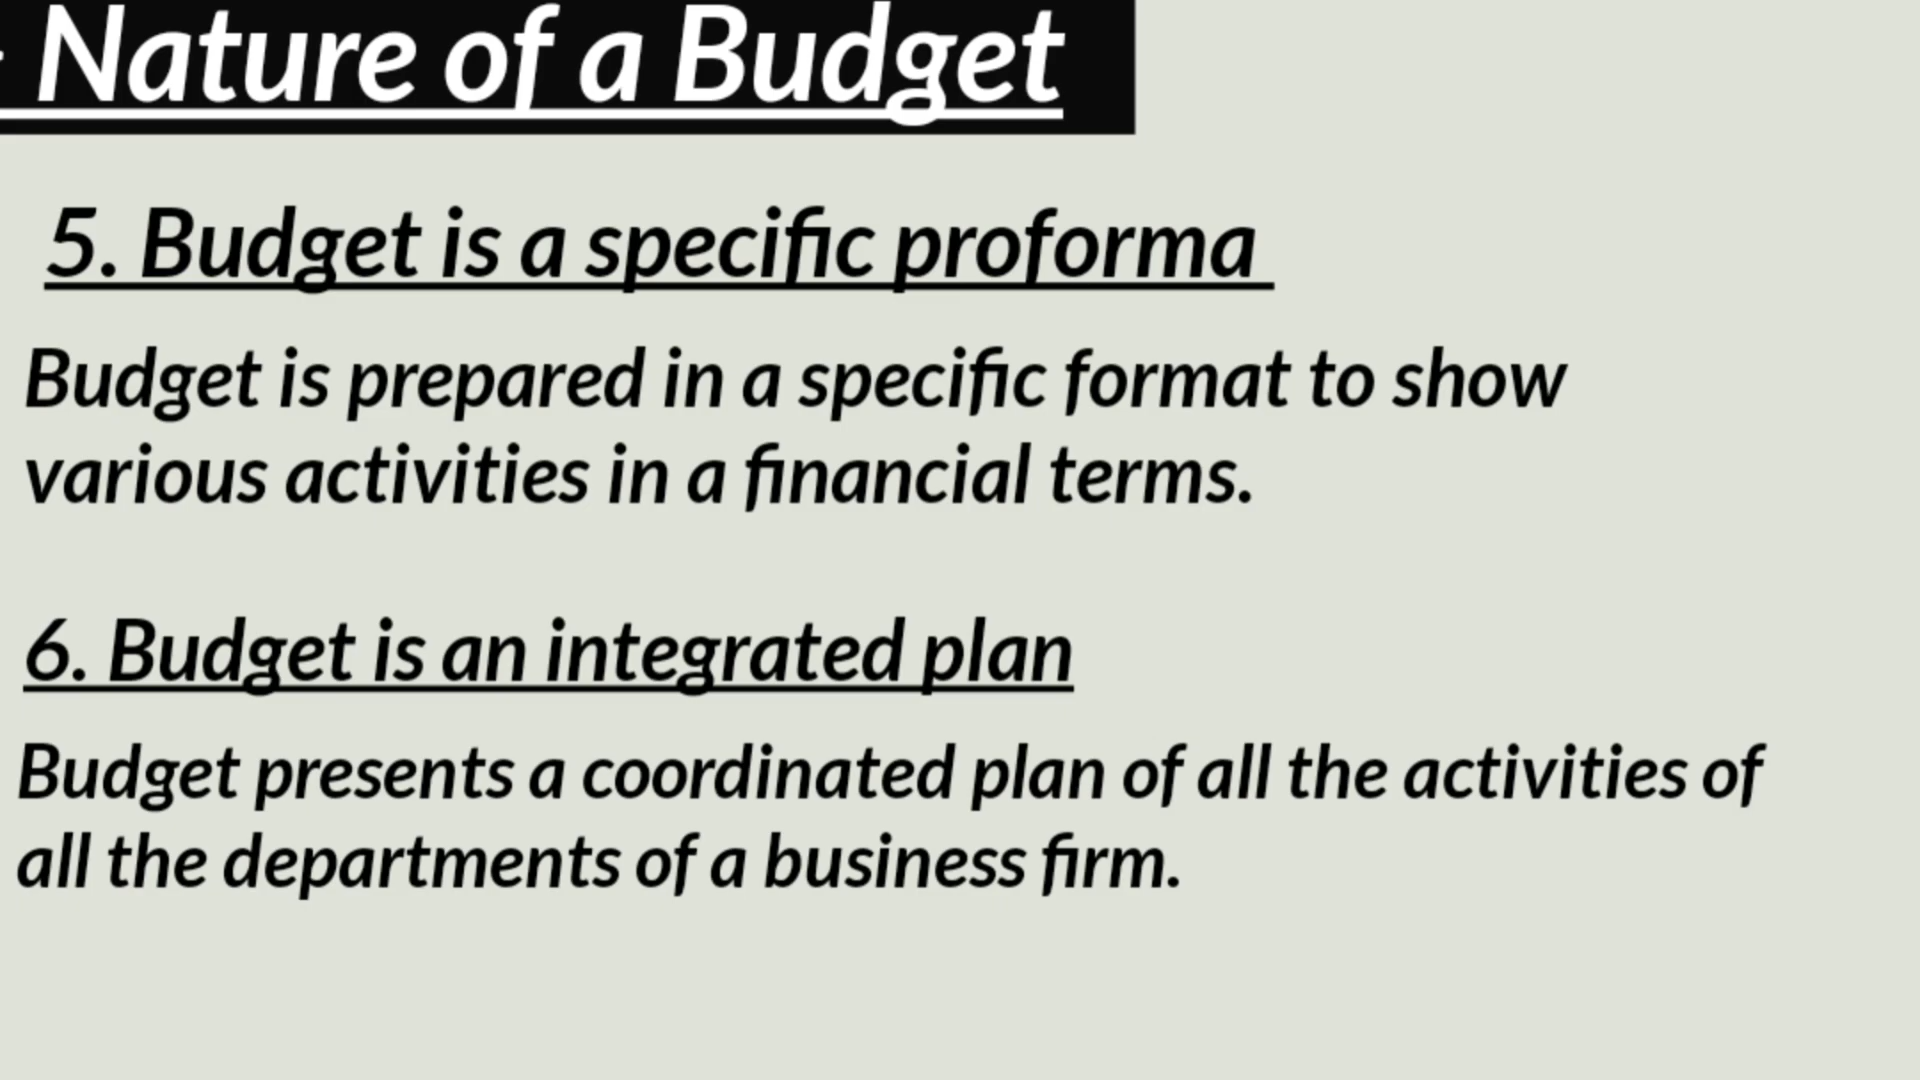 - Nature of a Budget
5. Budget is a specific proforma
Budget is prepared in a specific format to show
various activities in a financial terms.
6. Budget is an integrated plan
Budget presents a coordinated plan of all the activities of
all the departments of a business firm.